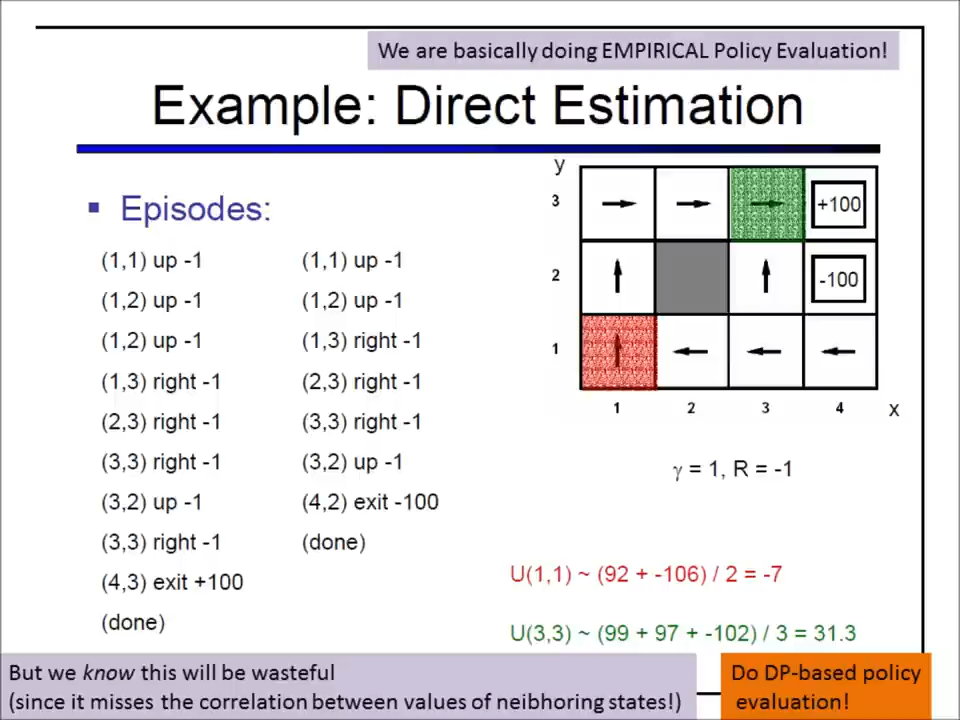 We are basically doing EMPIRICAL Policy Evaluation!
Example: Direct Estimation
Episodes:
(1,1) up -1
(1,2) up -1
(1,2) up -1
(1,3) right -1
(2,3) right -1
(3,3) right -1
(3,2) up -1
(3,3) right -1
(4,3) exit +100
(done)
(1,1) up -1
(1,2) up -1
(1,3) right -1
(2,3) right -1
(3,3) right -1
(3,2) up -1
(4,2) exit -100
(done)
y
3
+100
2
-100
1
1 2 3 4 x
γ = 1, R = -1
U(1,1) ~ (92 + -106) / 2 = -7
U(3,3) ~ (99 + 97 + -102) / 3 = 31.3
But we know this will be wasteful
(since it misses the correlation between values of neibhoring states!)
Do DP-based policy
evaluation!